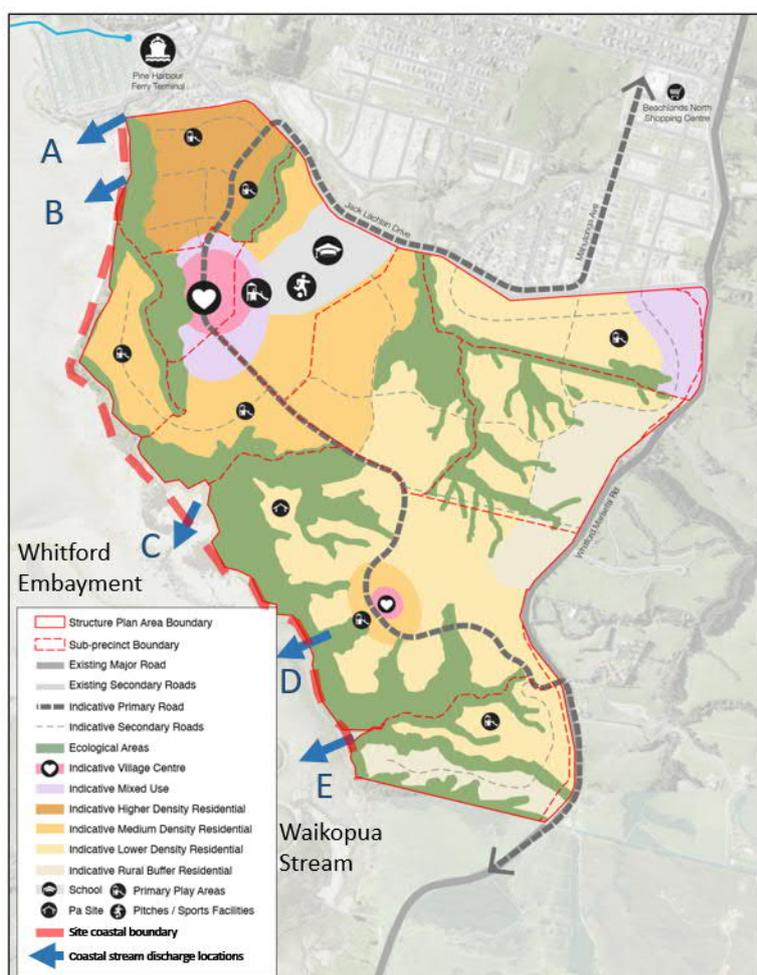 Pine Harbour
Ferry Terminal
Beachlands North
Shopping Centre
A
B
Jack Lachlan Drive
C
Whitford
Embayment
Whitford Maraetai Rd
D
E
Waikopua
Stream
Structure Plan Area Boundary
Sub-precinct Boundary
Existing Major Road
Existing Secondary Roads
Indicative Primary Road
Indicative Secondary Roads
Ecological Areas
Indicative Village Centre
Indicative Mixed Use
Indicative Higher Density Residential
Indicative Medium Density Residential
Indicative Lower Density Residential
Indicative Rural Buffer Residential
School Primary Play Areas
Pa Site Pitches / Sports Facilities
Site coastal boundary
Coastal stream discharge locations